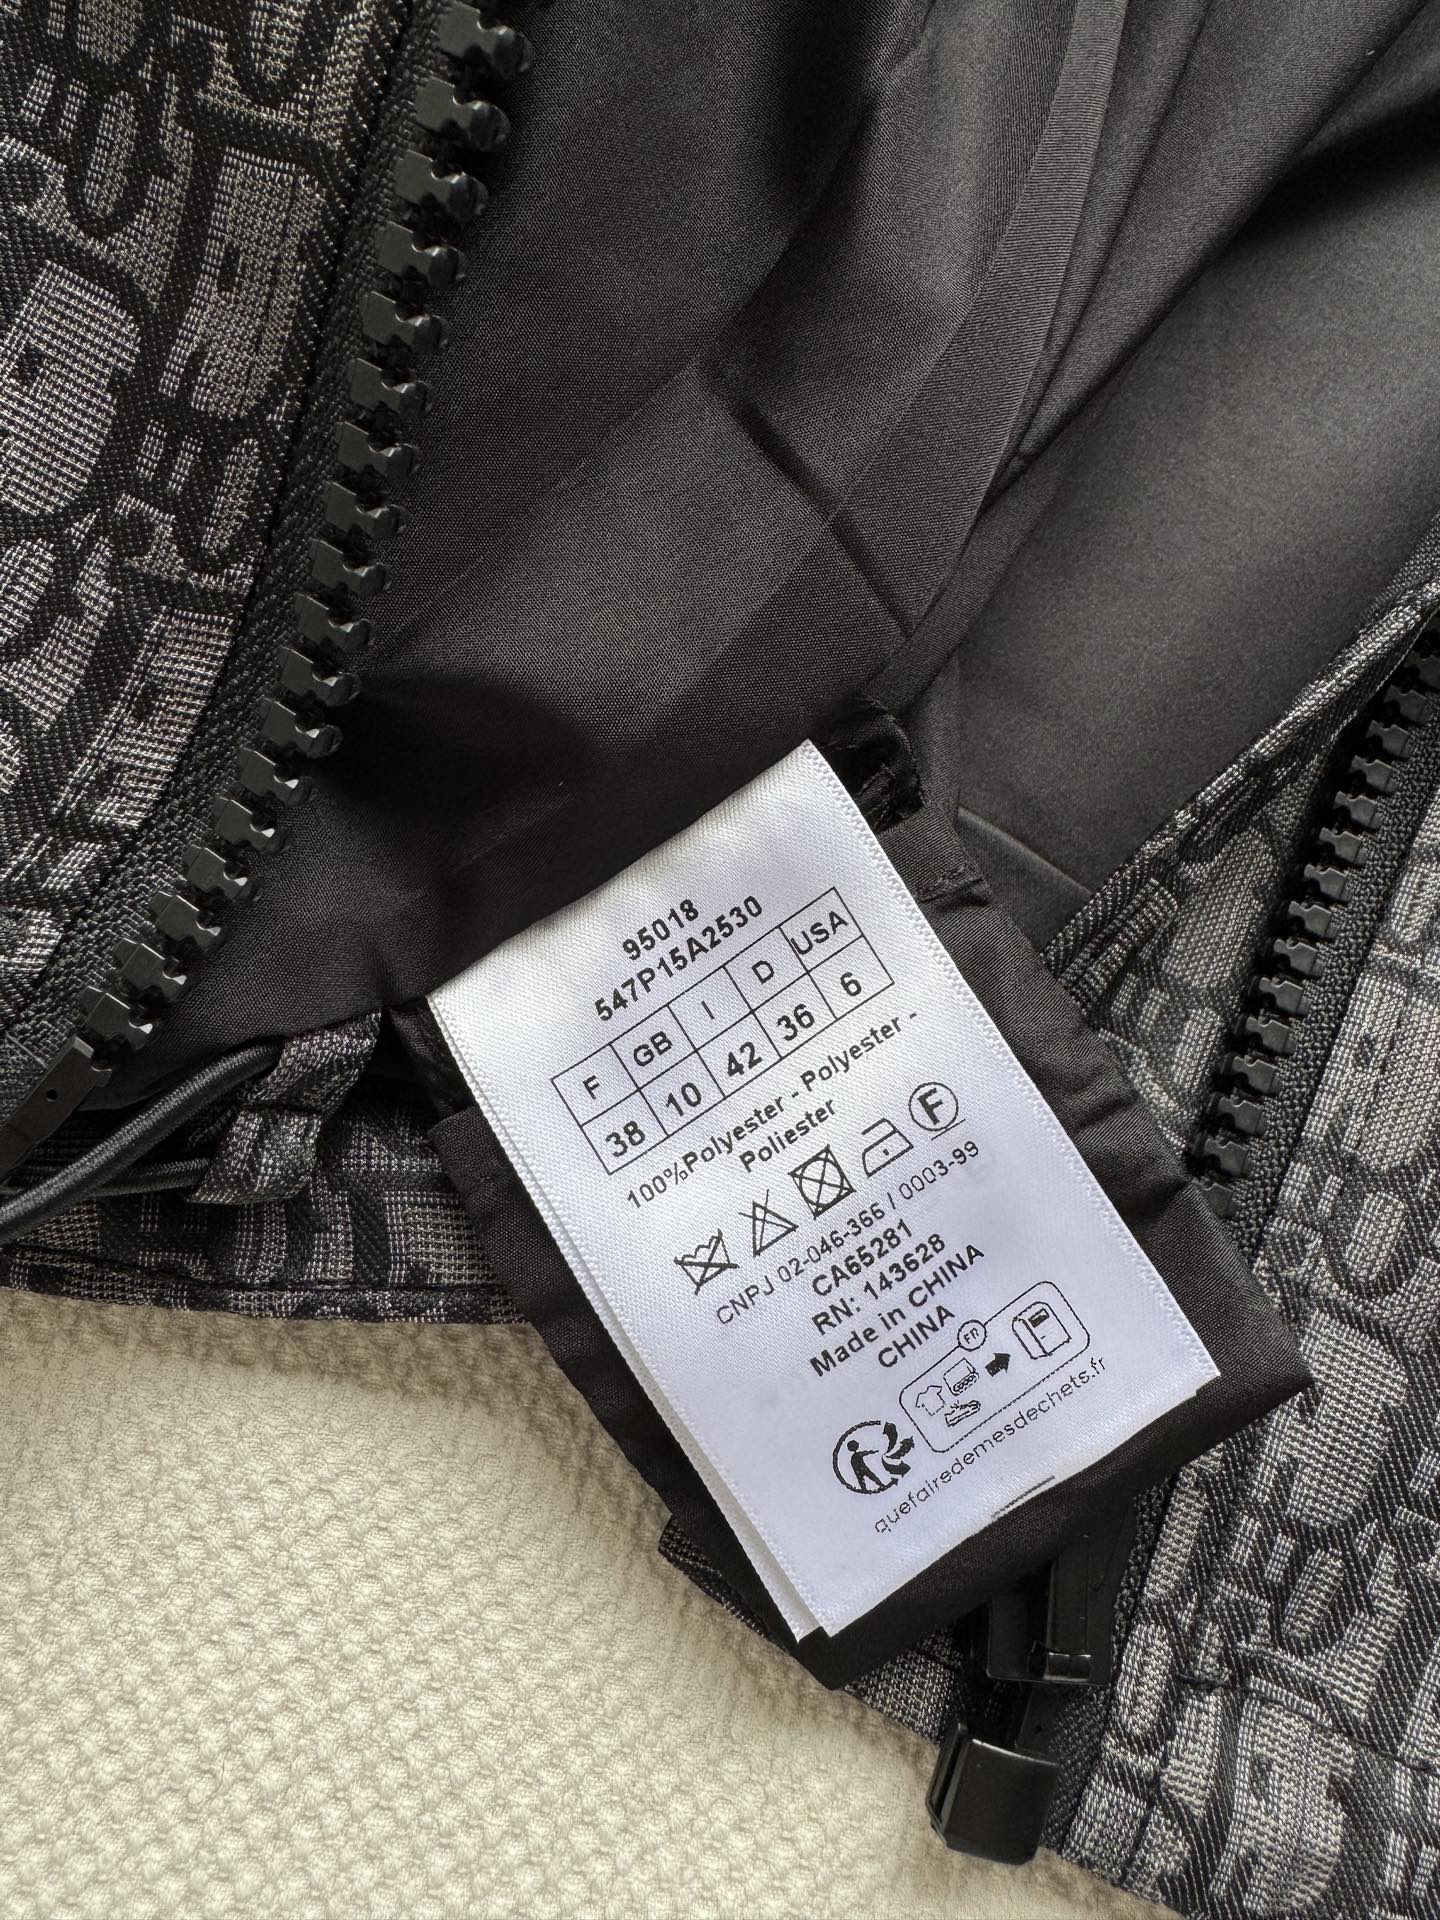 95018
547P15A2530
F GB I D USA
38 10 42 36 6
100%Polyester - Polyester -
Poliester
F
CNPJ 02-046-366 / 0003-99
CA65281
RN: 143628
Made in CHINA
CHINA
FR
quefairedemesdechets.fr